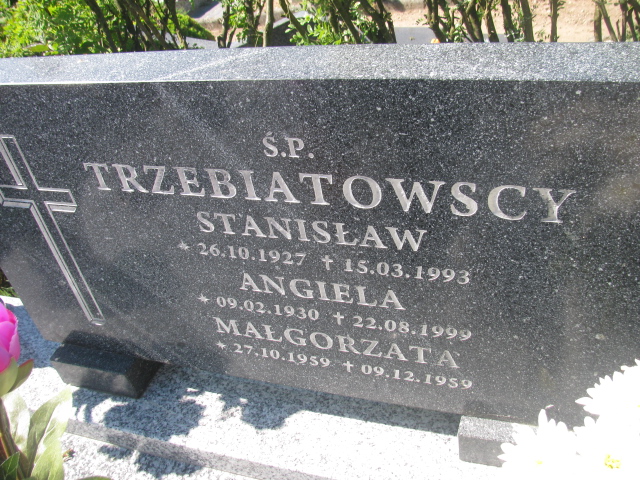 Ś.P.
TRZEBIATOWSCY
STANISŁAW
* 26.10.1927 † 15.03.1993
ANGIELA
* 09.02.1930 † 22.08.1999
MAŁGORZATA
* 27.10.1959 † 09.12.1959